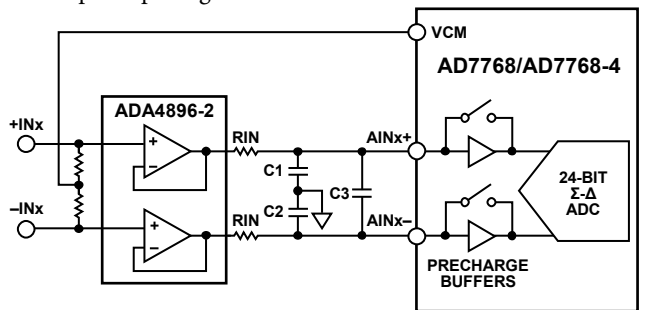 VCM
AD7768/AD7768-4
ADA4896-2
+INx
RIN
AINx+
C1
C3
24-BIT
Σ-Δ
ADC
C2
–INx
RIN
AINx–
PRECHARGE
BUFFERS
+
–
+
–